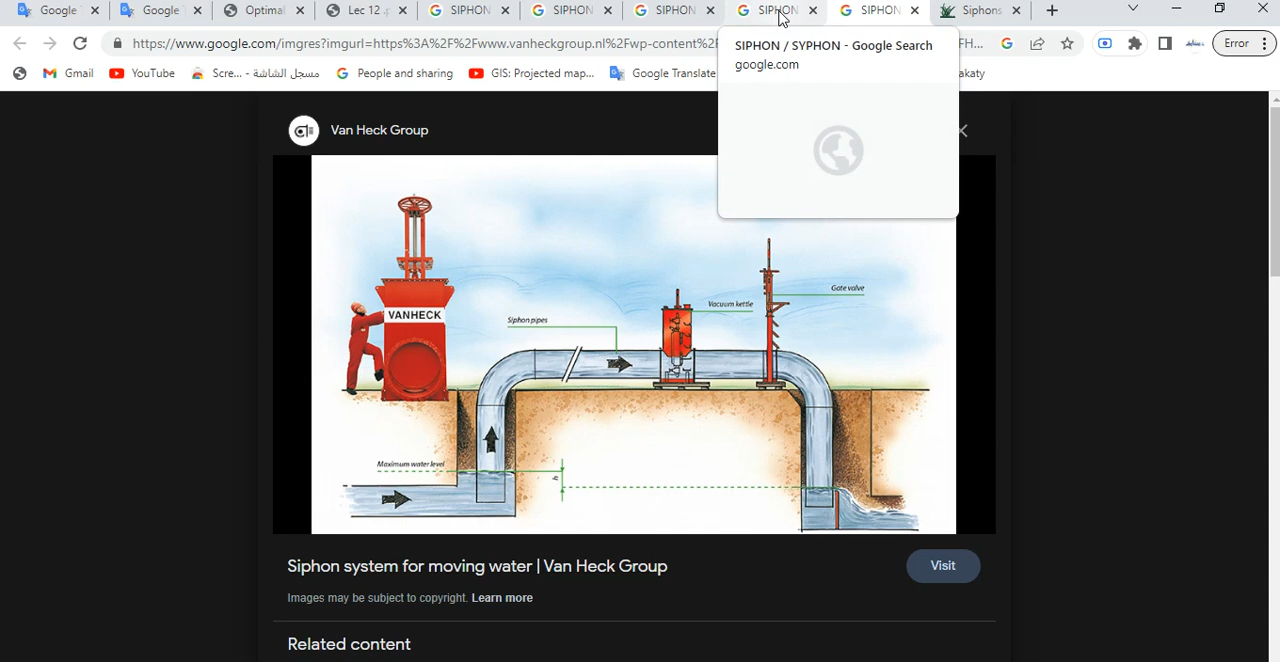 Google
Google
Optimal
Lec 12 .p
SIPHON
SIPHON
SIPHON
SIPHON
SIPHON
Siphons
https://www.google.com/imgres?imgurl=https%3A%2F%2Fwww.vanheckgroup.nl%2Fwp-content%2F
FH...
Error
Gmail
YouTube
Scre... - مسجل الشاشة
People and sharing
GIS: Projected map...
Google Translate
akaty
SIPHON / SYPHON - Google Search
google.com
Van Heck Group
VANHECK
Siphon pipes
Vacuum kettle
Gate valve
Maximum water level
h
Siphon system for moving water | Van Heck Group
Visit
Images may be subject to copyright. Learn more
Related content